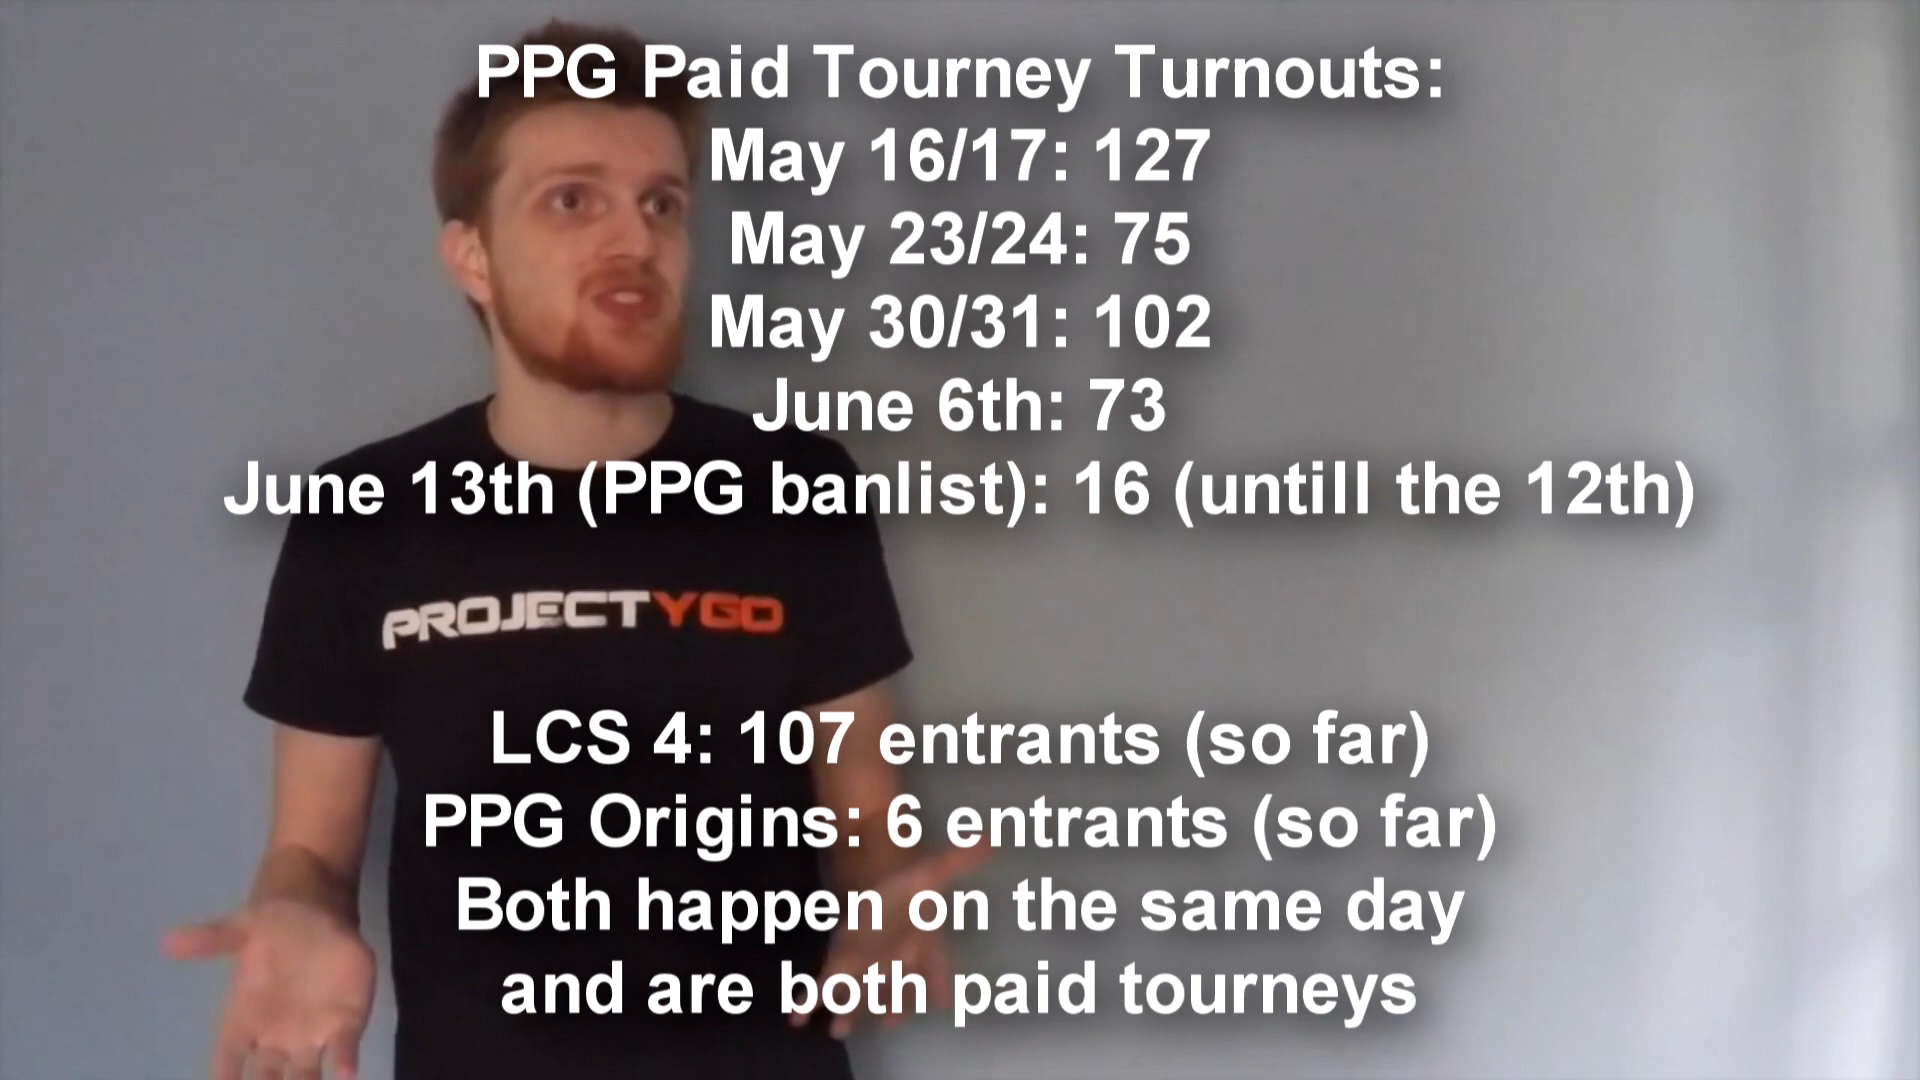 PPG Paid Tourney Turnouts:
May 16/17: 127
May 23/24: 75
May 30/31: 102
June 6th: 73
June 13th (PPG banlist): 16 (untill the 12th)
PROJECTYGO
LCS 4: 107 entrants (so far)
PPG Origins: 6 entrants (so far)
Both happen on the same day
and are both paid tourneys